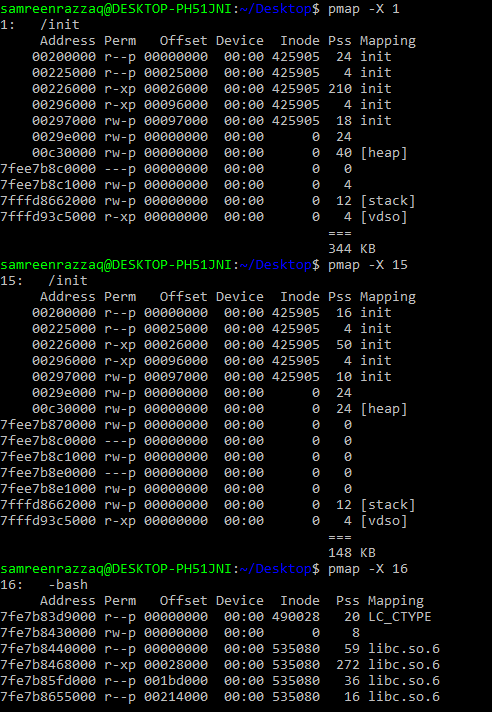 samreenrazzaq@DESKTOP-PH51JNI:~/Desktop$ pmap -X 1
1:   /init
     Address Perm   Offset Device  Inode Pss Mapping
    00200000 r--p 00000000  00:00 425905  24 init
    00225000 r--p 00025000  00:00 425905   4 init
    00226000 r-xp 00026000  00:00 425905 210 init
    00296000 r-xp 00096000  00:00 425905   4 init
    00297000 rw-p 00097000  00:00 425905  18 init
    0029e000 rw-p 00000000  00:00      0  24
    00c30000 rw-p 00000000  00:00      0  40 [heap]
7fee7b8c0000 ---p 00000000  00:00      0   0
7fee7b8c1000 rw-p 00000000  00:00      0   4
7fffd8662000 rw-p 00000000  00:00      0  12 [stack]
7fffd93c5000 r-xp 00000000  00:00      0   4 [vdso]
                                         ===
                                         344 KB
samreenrazzaq@DESKTOP-PH51JNI:~/Desktop$ pmap -X 15
15:   /init
     Address Perm   Offset Device  Inode Pss Mapping
    00200000 r--p 00000000  00:00 425905  16 init
    00225000 r--p 00025000  00:00 425905   4 init
    00226000 r-xp 00026000  00:00 425905  50 init
    00296000 r-xp 00096000  00:00 425905   4 init
    00297000 rw-p 00097000  00:00 425905  10 init
    0029e000 rw-p 00000000  00:00      0  24
    00c30000 rw-p 00000000  00:00      0  24 [heap]
7fee7b870000 rw-p 00000000  00:00      0   0
7fee7b8c0000 ---p 00000000  00:00      0   0
7fee7b8c1000 rw-p 00000000  00:00      0   0
7fee7b8e0000 ---p 00000000  00:00      0   0
7fee7b8e1000 rw-p 00000000  00:00      0   0
7fffd8662000 rw-p 00000000  00:00      0  12 [stack]
7fffd93c5000 r-xp 00000000  00:00      0   4 [vdso]
                                         ===
                                         148 KB
samreenrazzaq@DESKTOP-PH51JNI:~/Desktop$ pmap -X 16
16:   -bash
     Address Perm   Offset Device  Inode Pss Mapping
7fe7b83d9000 r--p 00000000  00:00 490028  20 LC_CTYPE
7fe7b8430000 rw-p 00000000  00:00      0   8
7fe7b8440000 r--p 00000000  00:00 535080  59 libc.so.6
7fe7b8468000 r-xp 00028000  00:00 535080 272 libc.so.6
7fe7b85fd000 r--p 001bd000  00:00 535080  36 libc.so.6
7fe7b8655000 r--p 00214000  00:00 535080  16 libc.so.6